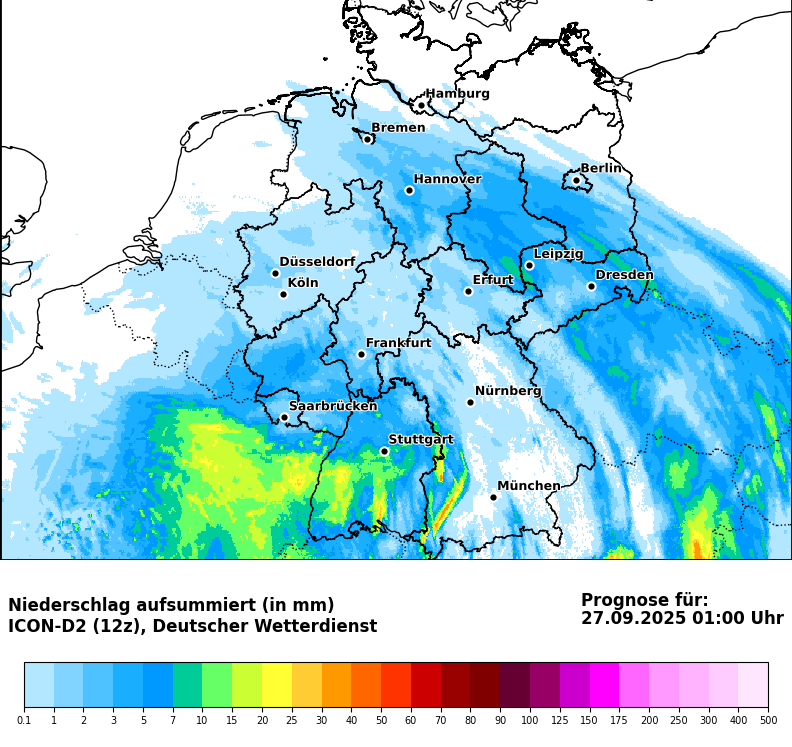 Hamburg
Bremen
Berlin
Hannover
Düsseldorf
Leipzig
Köln
Erfurt
Dresden
Frankfurt
Nürnberg
Saarbrücken
Stuttgart
München
Niederschlag aufsummiert (in mm)
ICON-D2 (12z), Deutscher Wetterdienst
Prognose für:
27.09.2025 01:00 Uhr
0.1 1 2 3 5 7 10 15 20 25 30 40 50 60 70 80 90 100 125 150 175 200 250 300 400 500